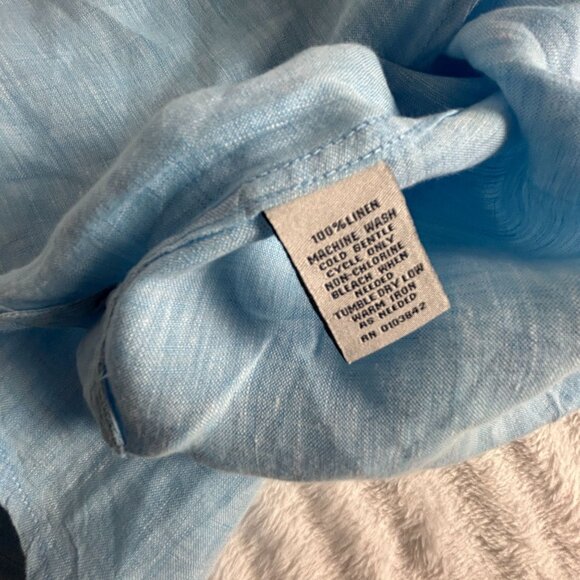 100% LINEN
MACHINE WASH
COLD GENTLE
CYCLE ONLY
NON-CHLORINE
BLEACH WHEN
NEEDED
TUMBLE DRY LOW
WARM IRON
AS NEEDED
RN 0103842